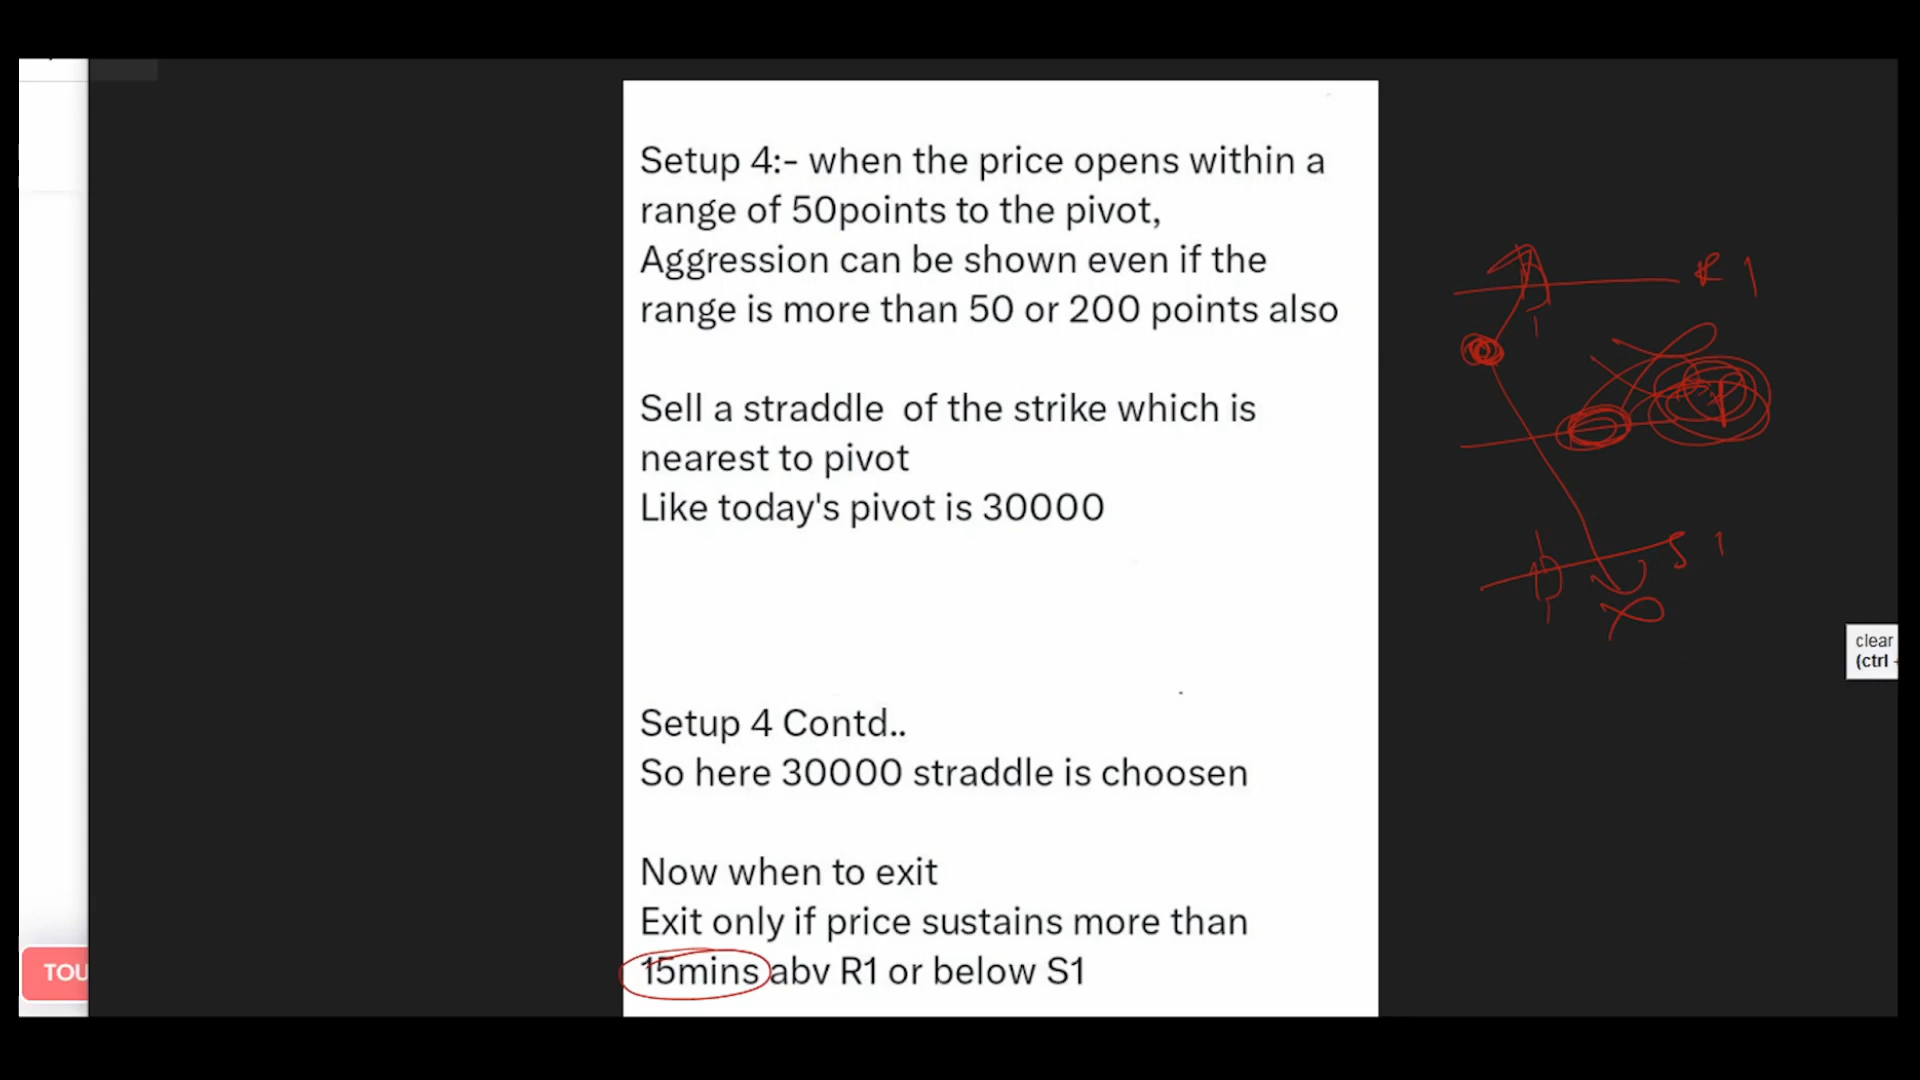 Setup 4:- when the price opens within a
range of 50points to the pivot,
Aggression can be shown even if the
range is more than 50 or 200 points also
Sell a straddle of the strike which is
nearest to pivot
Like today's pivot is 30000
Setup 4 Contd..
So here 30000 straddle is choosen
Now when to exit
Exit only if price sustains more than
15mins abv R1 or below S1
R 1
P
S 1
clear
(ctrl
TOU